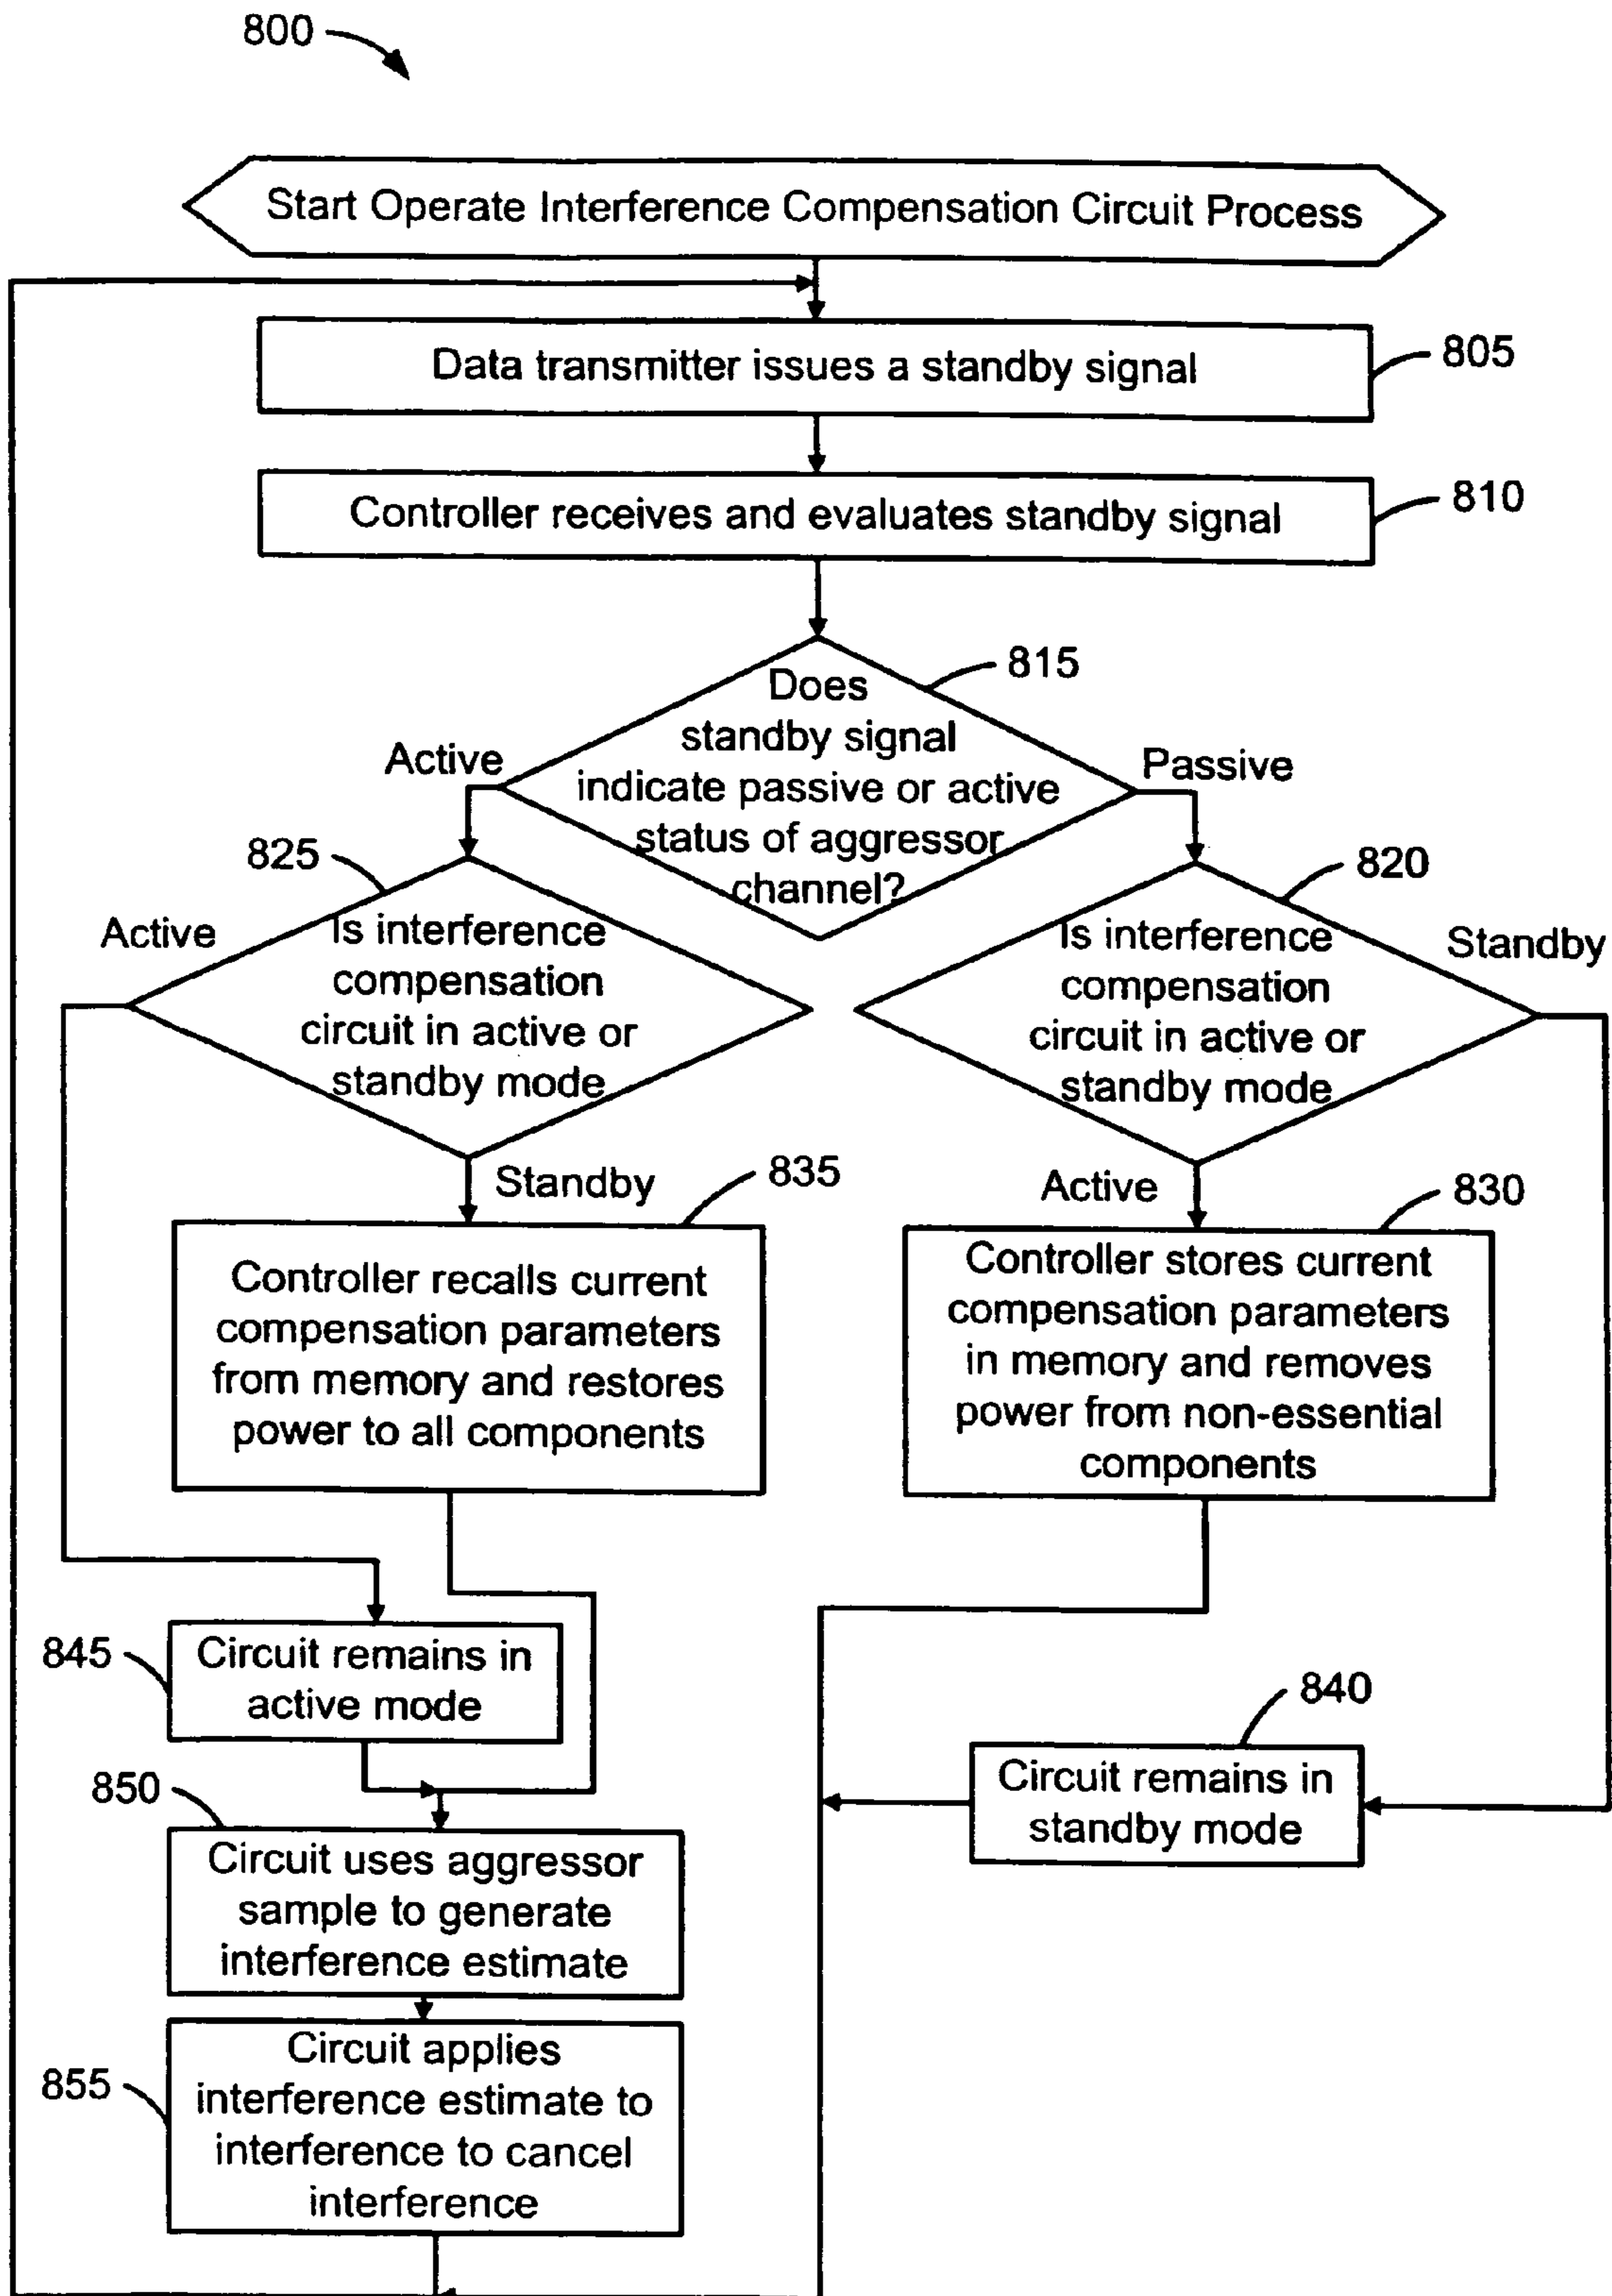 800
Start Operate Interference Compensation Circuit Process
Data transmitter issues a standby signal
805
Controller receives and evaluates standby signal
810
815
Does
standby signal
indicate passive or active
status of aggressor
channel?
Active
Passive
825
Is interference
compensation
circuit in active or
standby mode
Active
820
Is interference
compensation
circuit in active or
standby mode
Standby
Standby
835
Controller recalls current
compensation parameters
from memory and restores
power to all components
Active
830
Controller stores current
compensation parameters
in memory and removes
power from non-essential
components
845
Circuit remains in
active mode
840
Circuit remains in
standby mode
850
Circuit uses aggressor
sample to generate
interference estimate
855
Circuit applies
interference estimate to
interference to cancel
interference